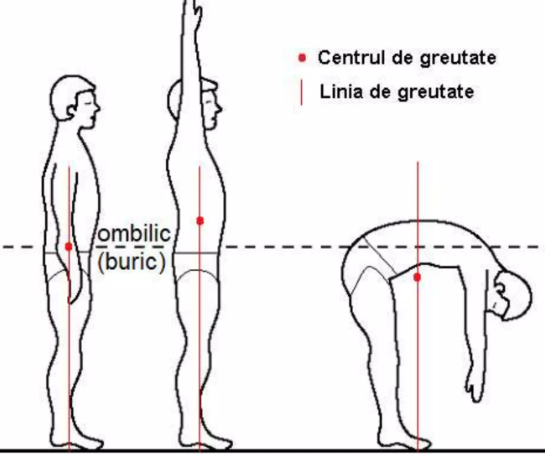 Centrul de greutate
Linia de greutate
ombilic
(buric)